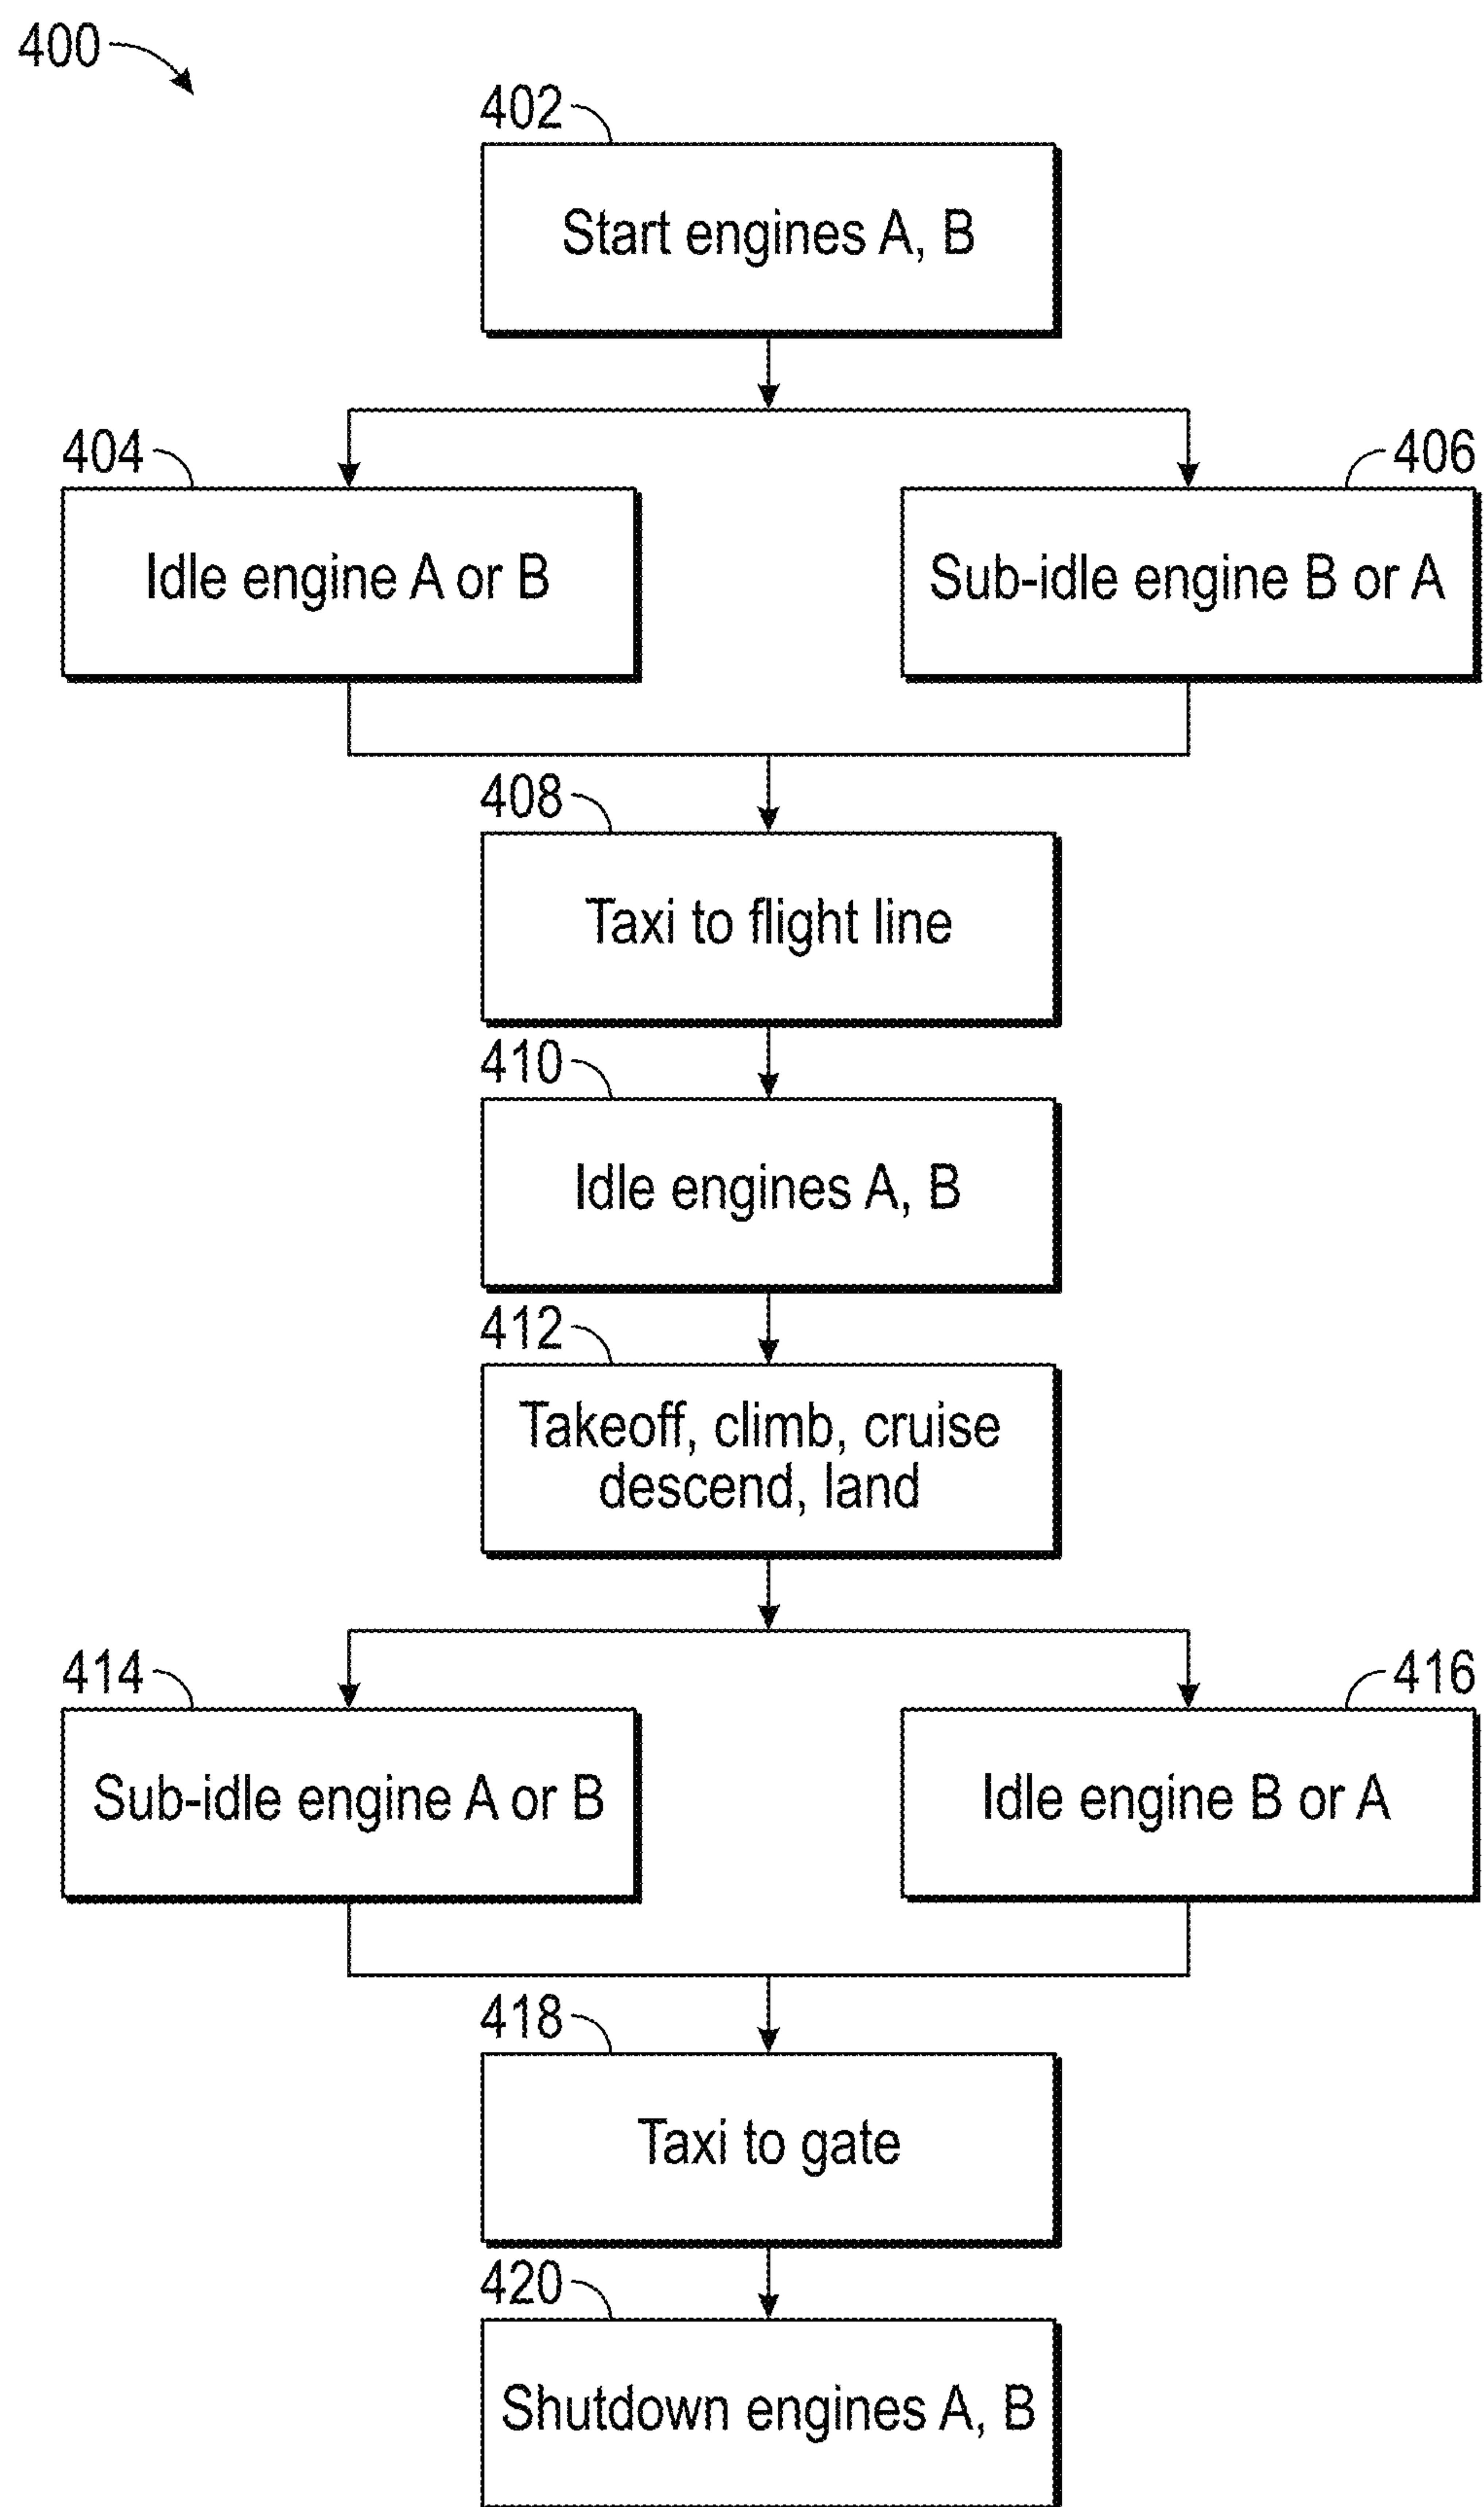 400
402
Start engines A, B
404
406
Idle engine A or B
Sub-idle engine B or A
408
Taxi to flight line
410
Idle engines A, B
412
Takeoff, climb, cruise
descend, land
414
416
Sub-idle engine A or B
Idle engine B or A
418
Taxi to gate
420
Shutdown engines A, B